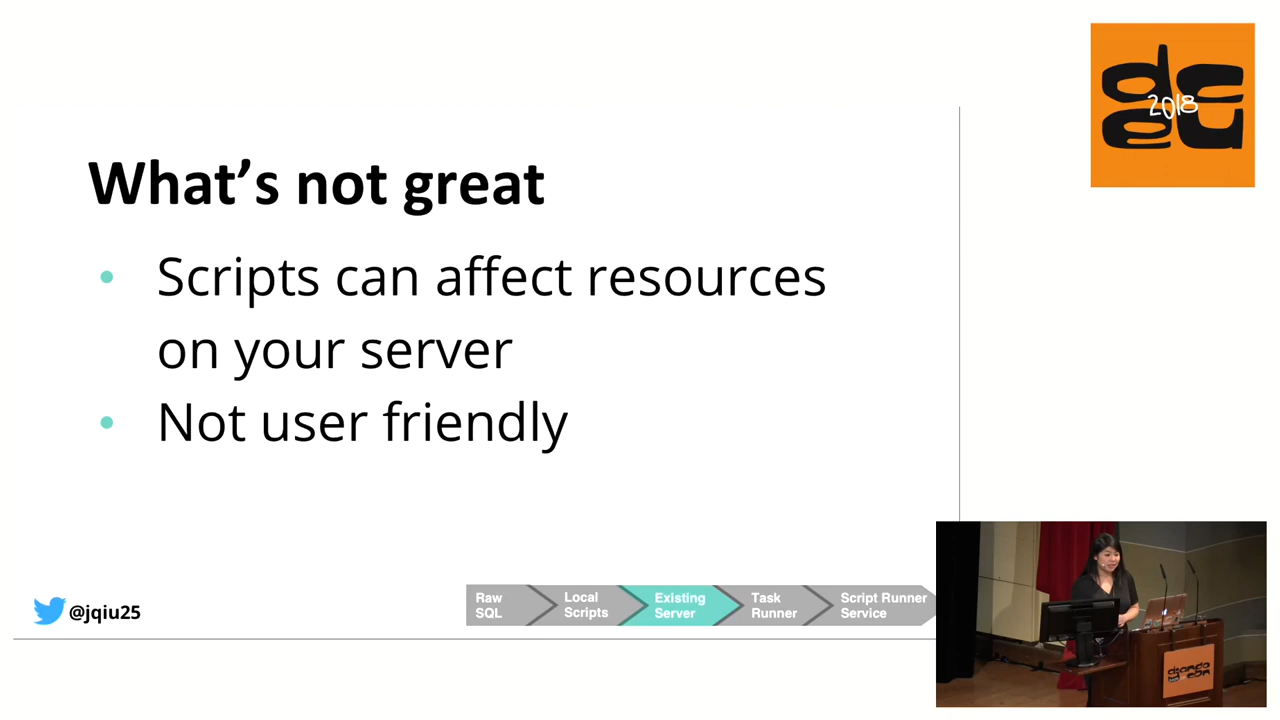 2018
What’s not great
• Scripts can affect resources
on your server
• Not user friendly
@jqiu25
Raw
SQL
Local
Scripts
Existing
Server
Task
Runner
Script Runner
Service